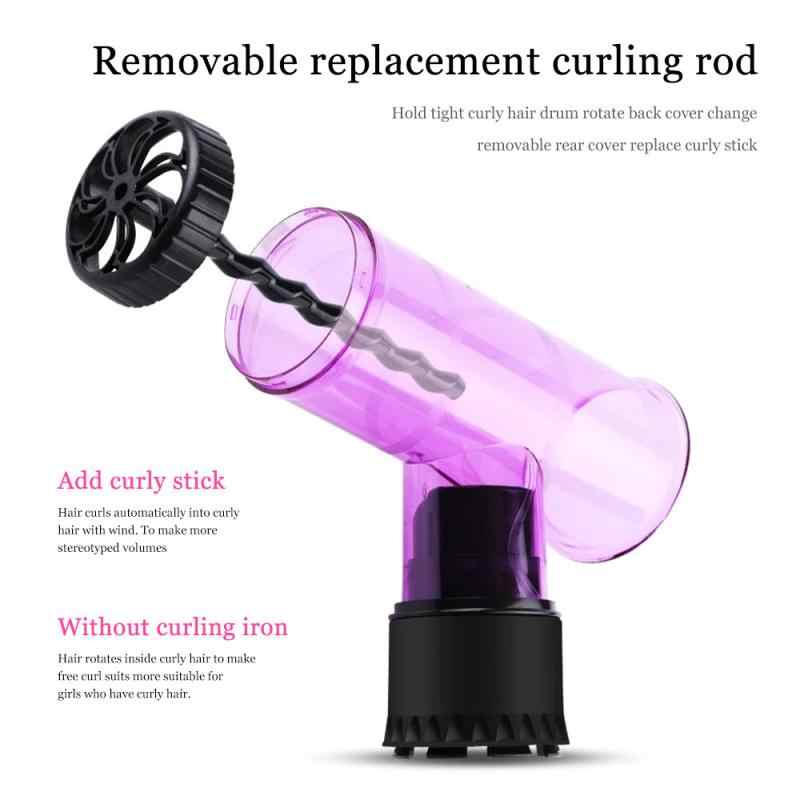 Removable replacement curling rod
Hold tight curly hair drum rotate back cover change
removable rear cover replace curly stick
Add curly stick
Hair curls automatically into curly
hair with wind. To make more
stereotyped volumes
Without curling iron
Hair rotates inside curly hair to make
free curl suits more suitable for
girls who have curly hair.